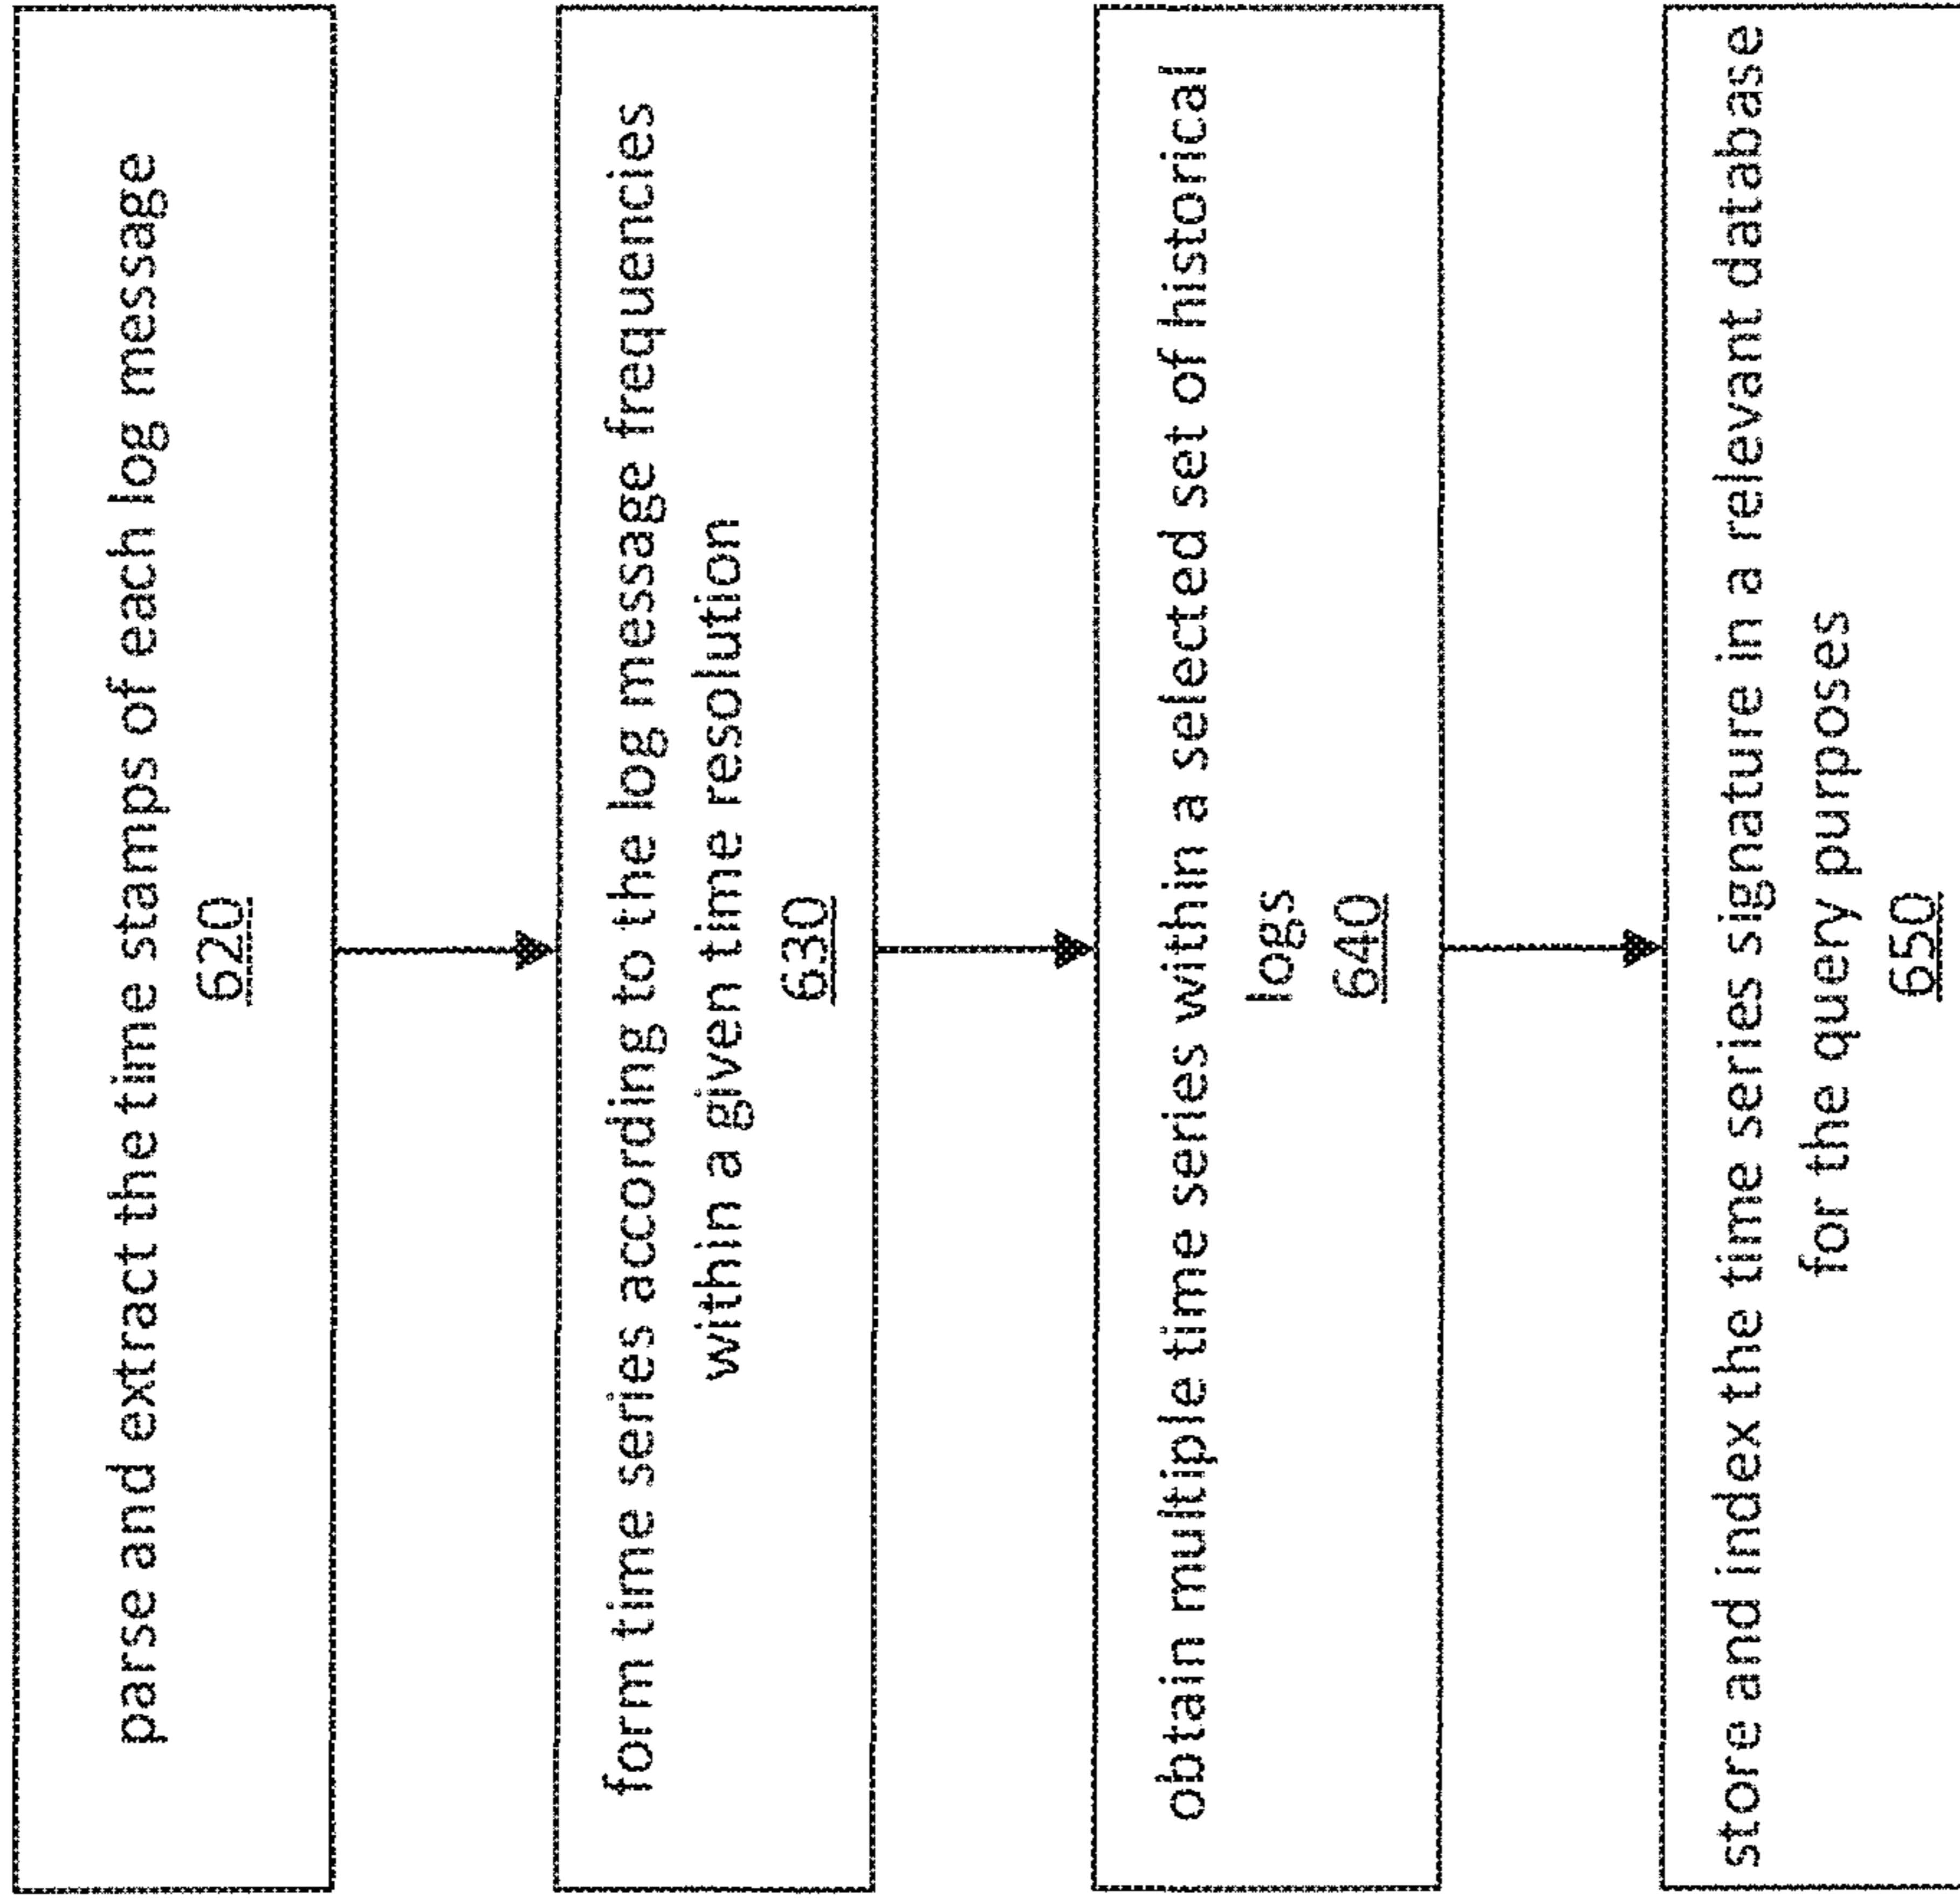 parse and extract the time stamps of each log message
620
form time series according to the log message frequencies
within a given time resolution
630
obtain multiple time series within a selected set of historical
logs
640
store and index the time series signature in a relevant database
for the query purposes
650